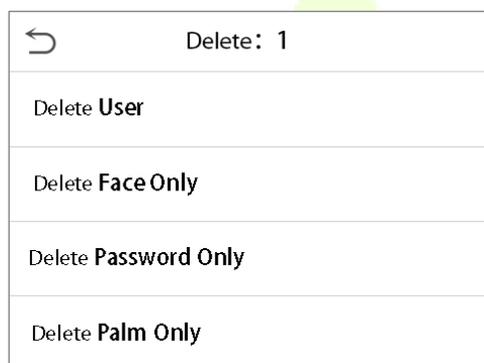 Delete: 1
Delete User
Delete Face Only
Delete Password Only
Delete Palm Only